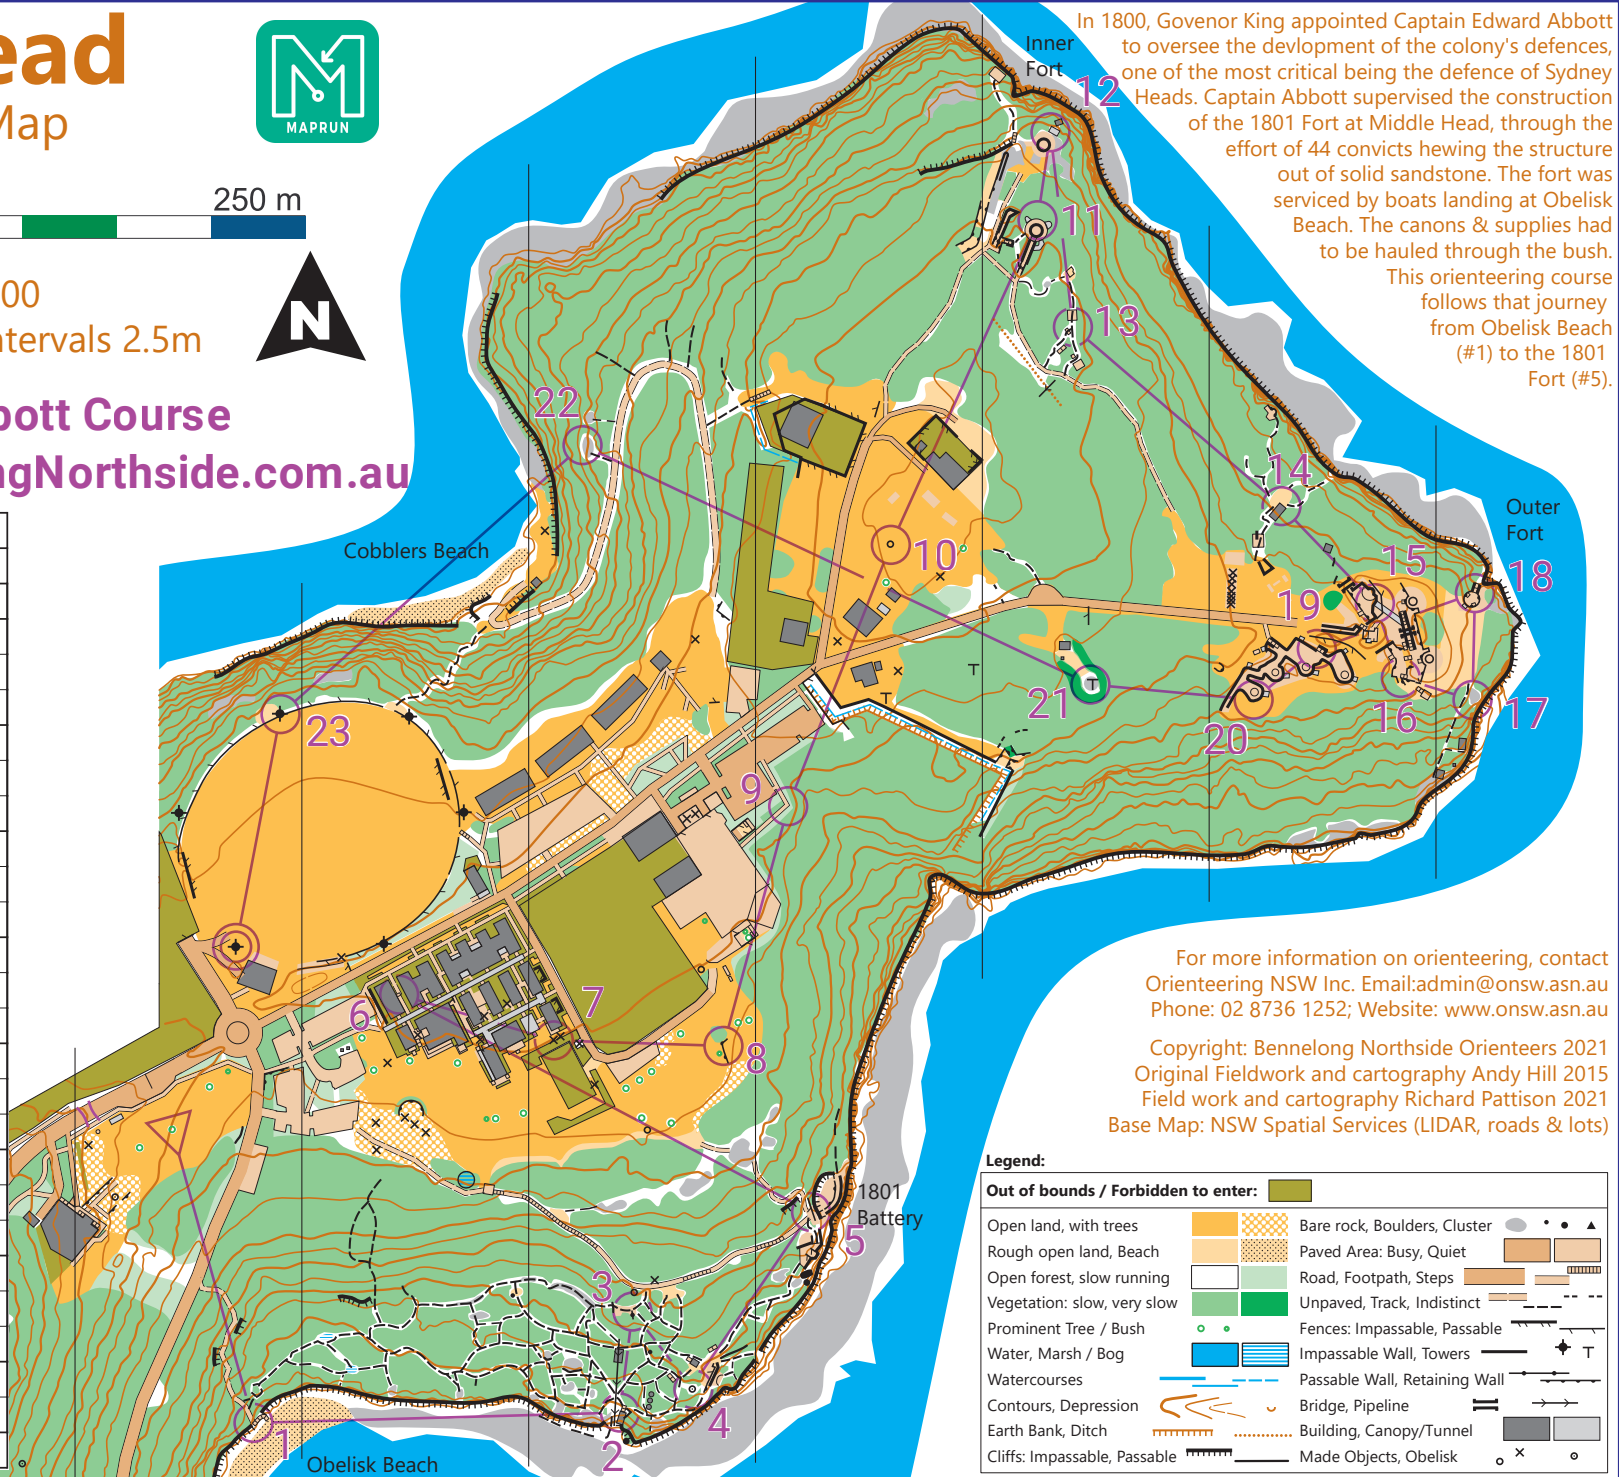 ead
Map
MAPRUN
250 m
00
ntervals 2.5m
N
bott Course
ngNorthside.com.au
In 1800, Govenor King appointed Captain Edward Abbott
to oversee the devlopment of the colony's defences,
one of the most critical being the defence of Sydney
Heads. Captain Abbott supervised the construction
of the 1801 Fort at Middle Head, through the
effort of 44 convicts hewing the structure
out of solid sandstone. The fort was
serviced by boats landing at Obelisk
Beach. The canons & supplies had
to be hauled through the bush.
This orienteering course
follows that journey
from Obelisk Beach
(#1) to the 1801
Fort (#5).
Inner
Fort
12
11
13
22
14
Outer
Fort
Cobblers Beach
10
15
18
19
21
23
20
16
17
9
6
7
8
1801
Battery
5
3
4
1
2
Obelisk Beach
T
T
T
T
For more information on orienteering, contact
Orienteering NSW Inc. Email:admin@onsw.asn.au
Phone: 02 8736 1252; Website: www.onsw.asn.au
Copyright: Bennelong Northside Orienteers 2021
Original Fieldwork and cartography Andy Hill 2015
Field work and cartography Richard Pattison 2021
Base Map: NSW Spatial Services (LIDAR, roads & lots)
Legend:
Out of bounds / Forbidden to enter:
Open land, with trees
Rough open land, Beach
Open forest, slow running
Vegetation: slow, very slow
Prominent Tree / Bush
Water, Marsh / Bog
Watercourses
Contours, Depression
Earth Bank, Ditch
Cliffs: Impassable, Passable
Bare rock, Boulders, Cluster
Paved Area: Busy, Quiet
Road, Footpath, Steps
Unpaved, Track, Indistinct
Fences: Impassable, Passable
Impassable Wall, Towers
T
Passable Wall, Retaining Wall
Bridge, Pipeline
Building, Canopy/Tunnel
Made Objects, Obelisk